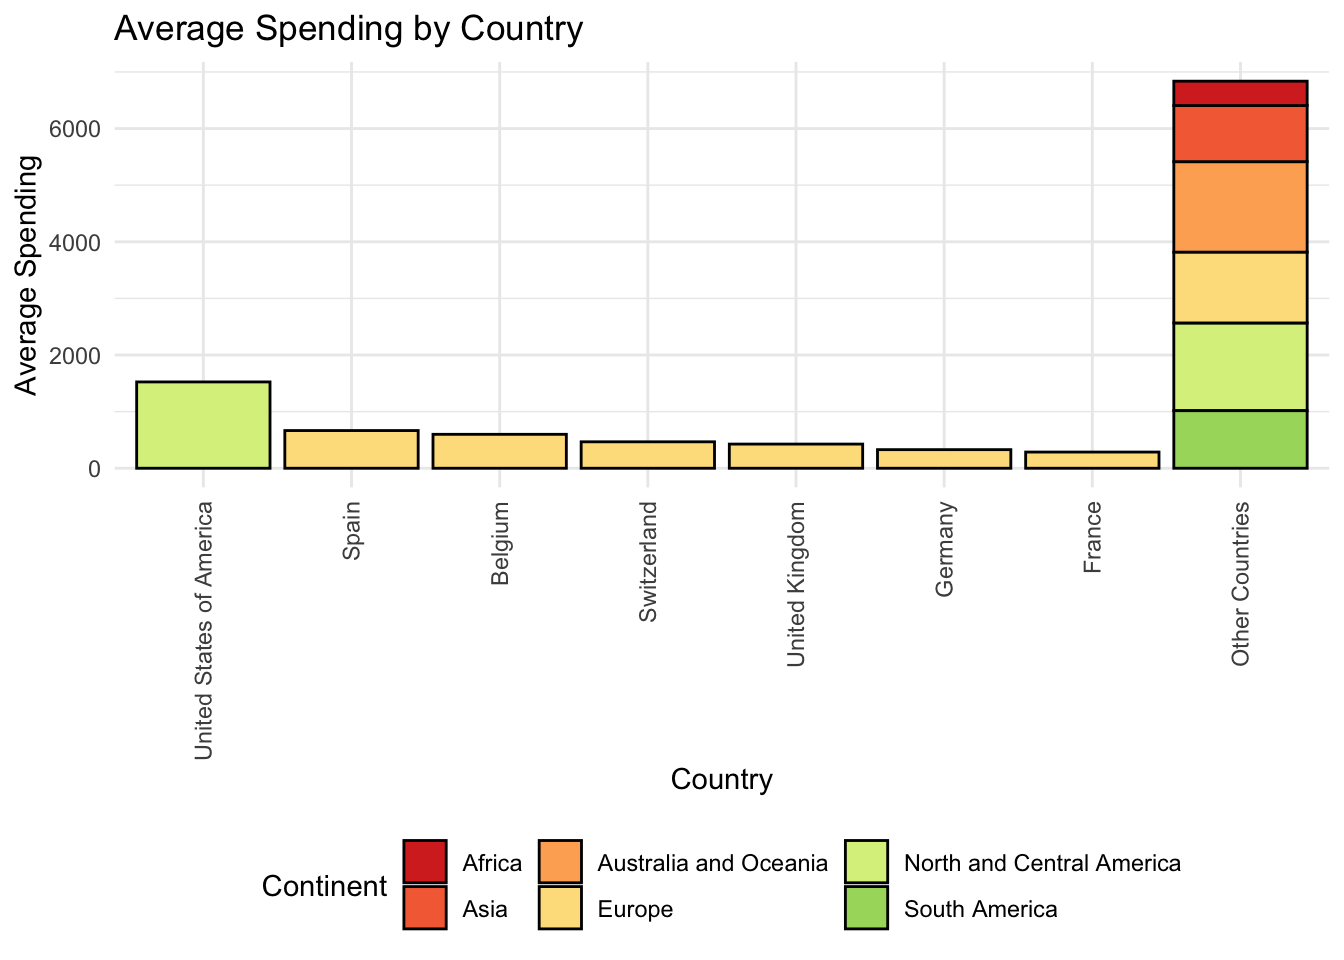 Average Spending by Country
Average Spending
6000
4000
2000
0
United States of America
Spain
Belgium
Switzerland
United Kingdom
Germany
France
Other Countries
Country
Continent
Africa
Asia
Australia and Oceania
Europe
North and Central America
South America